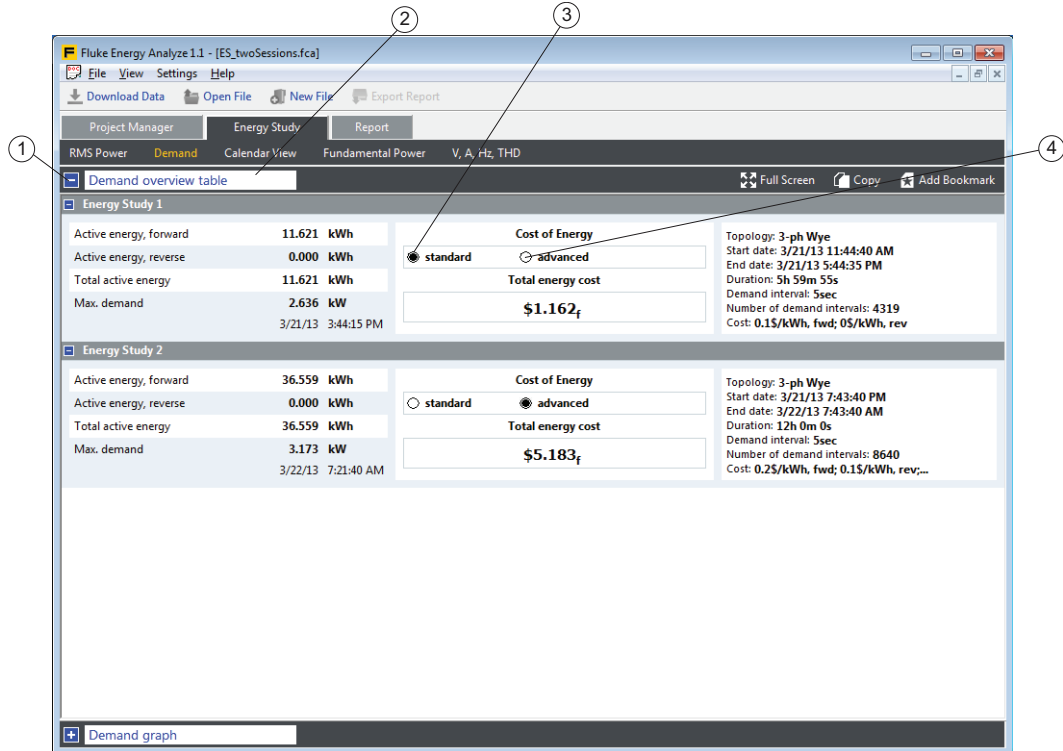 2
3
Fluke Energy Analyze 1.1 - [ES_twoSessions.fca]
File View Settings Help
Download Data Open File New File Export Report
Project Manager Energy Study Report
1
4
RMS Power Demand Calendar View Fundamental Power V, A, Hz, THD
Demand overview table Full Screen Copy Add Bookmark
Energy Study 1
Active energy, forward 11.621 kWh
Active energy, reverse 0.000 kWh
Total active energy 11.621 kWh
Max. demand 2.636 kW
3/21/13 3:44:15 PM
Cost of Energy
standard advanced
Total energy cost
$1.162f
Topology: 3-ph Wye
Start date: 3/21/13 11:44:40 AM
End date: 3/21/13 5:44:35 PM
Duration: 5h 59m 55s
Demand interval: 5sec
Number of demand intervals: 4319
Cost: 0.1$/kWh, fwd; 0$/kWh, rev
Energy Study 2
Active energy, forward 36.559 kWh
Active energy, reverse 0.000 kWh
Total active energy 36.559 kWh
Max. demand 3.173 kW
3/22/13 7:21:40 AM
Cost of Energy
standard advanced
Total energy cost
$5.183f
Topology: 3-ph Wye
Start date: 3/21/13 7:43:40 PM
End date: 3/22/13 7:43:40 AM
Duration: 12h 0m 0s
Demand interval: 5sec
Number of demand intervals: 8640
Cost: 0.2$/kWh, fwd; 0.1$/kWh, rev;...
Demand graph